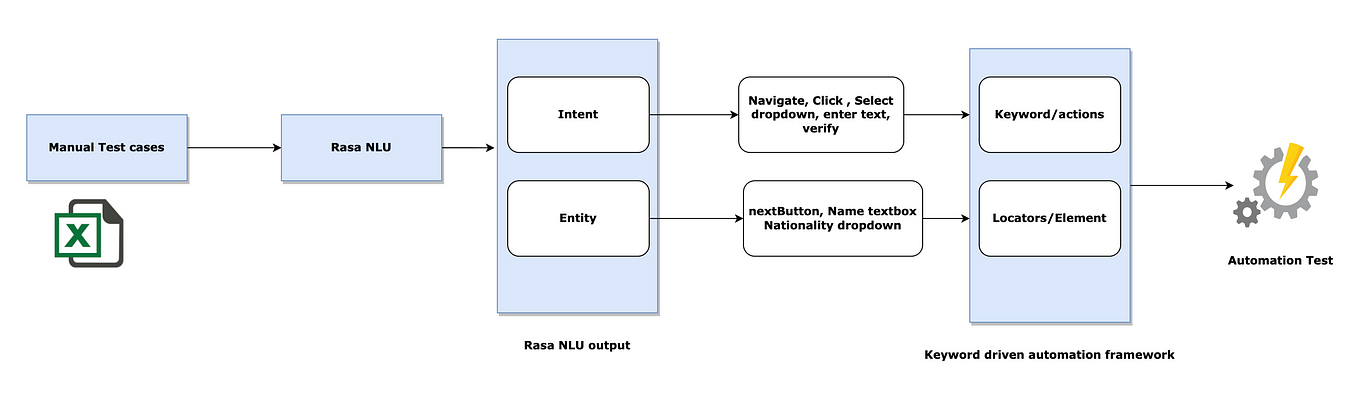 Manual Test cases
X
Rasa NLU
Intent
Entity
Rasa NLU output
Navigate, Click , Select
dropdown, enter text,
verify
nextButton, Name textbox
Nationality dropdown
Keyword/actions
Locators/Element
Keyword driven automation framework
Automation Test